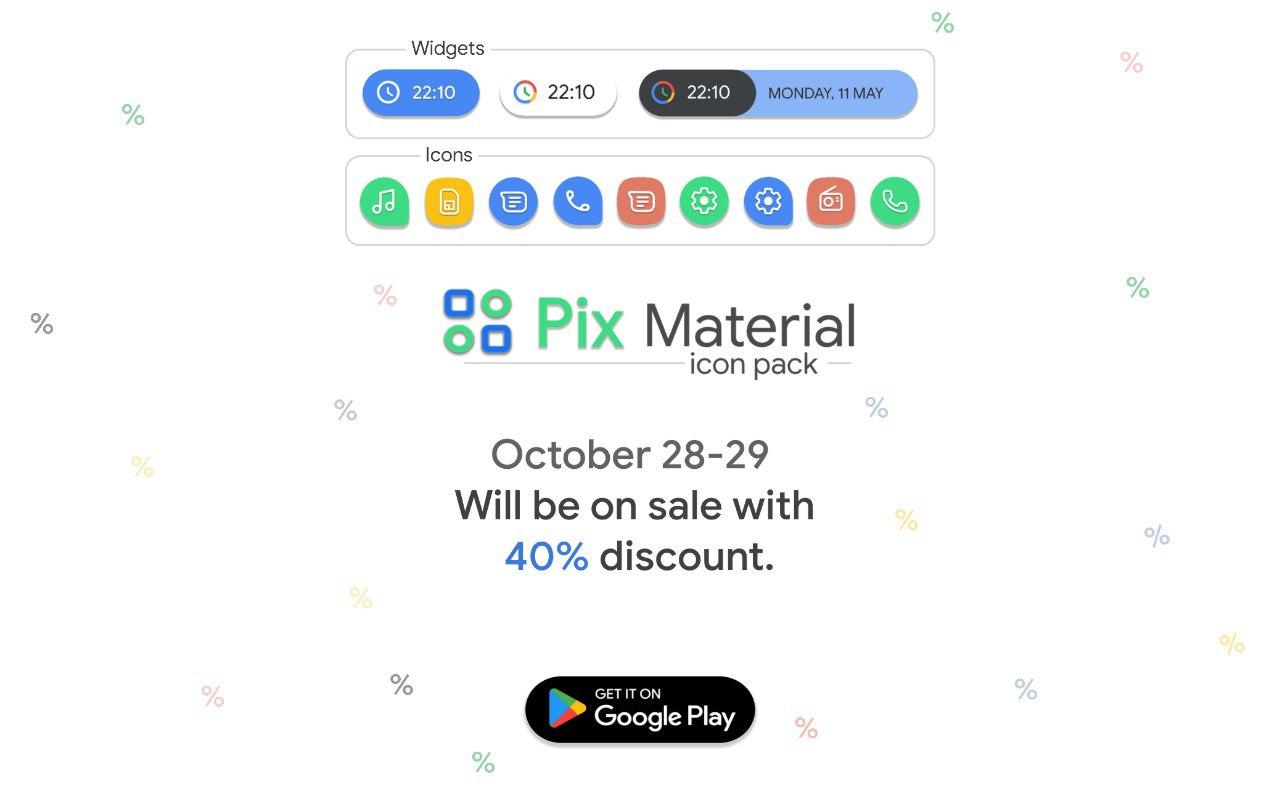 Widgets
22:10 22:10 22:10 MONDAY, 11 MAY
Icons
Pix Material
icon pack
October 28-29
Will be on sale with
40% discount.
GET IT ON
Google Play